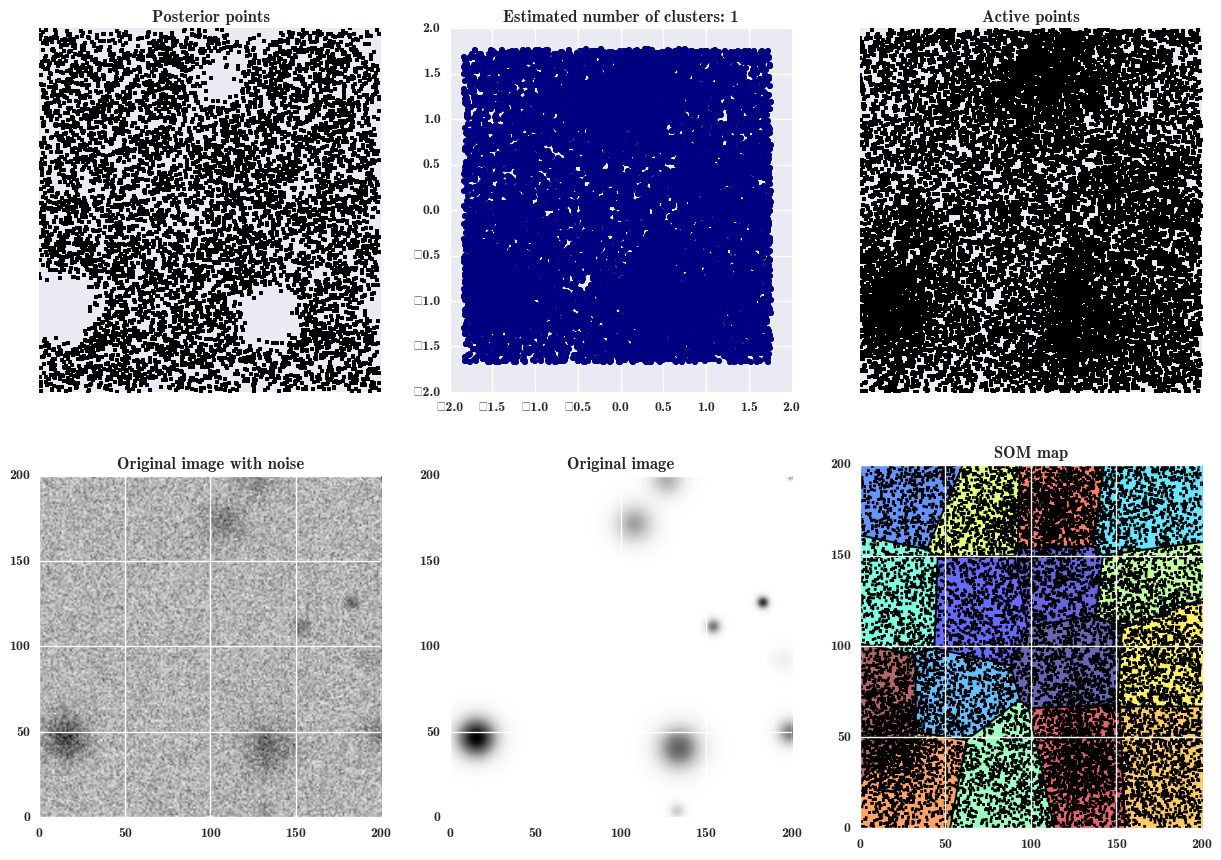 Posterior points
Estimated number of clusters: 1
Active points
2.0
1.5
1.0
0.5
0.0
□0.5
□1.0
□1.5
□2.0
□2.0 □1.5 □1.0 □0.5 0.0 0.5 1.0 1.5 2.0
Original image with noise
Original image
SOM map
200
150
100
50
0
0 50 100 150 200
200
150
100
50
0
0 50 100 150 200
200
150
100
50
0
0 50 100 150 200